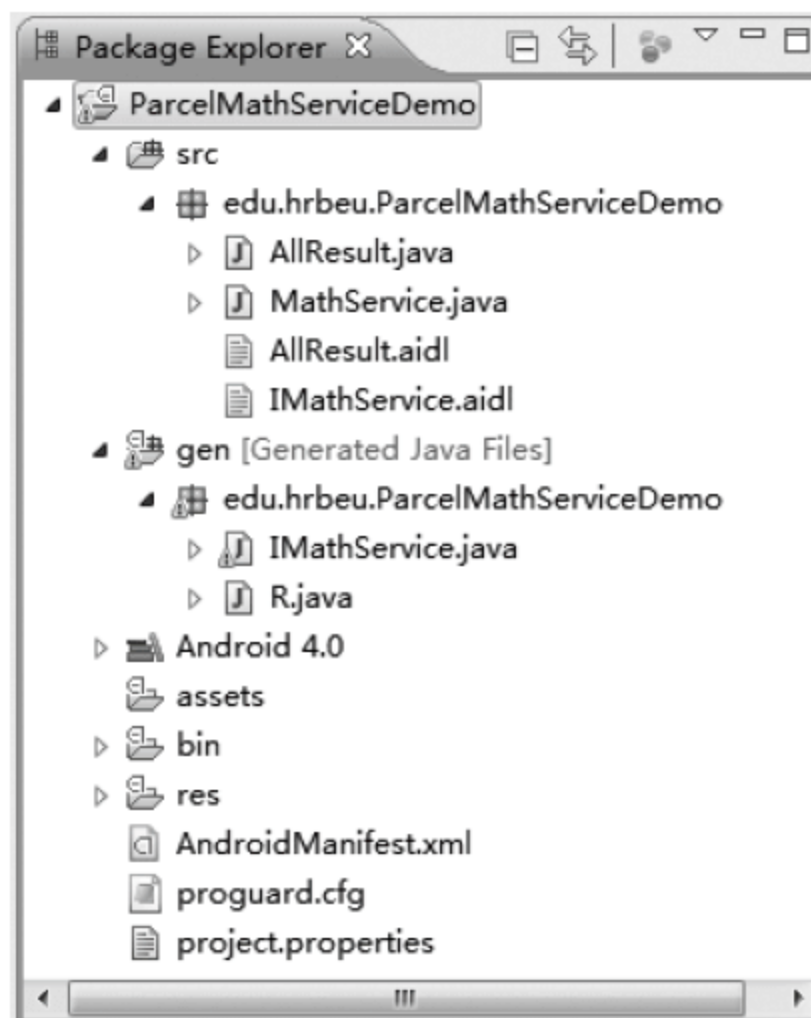 Package Explorer
ParcelMathServiceDemo
src
edu.hrbeu.ParcelMathServiceDemo
AllResult.java
MathService.java
AllResult.aidl
IMathService.aidl
gen [Generated Java Files]
edu.hrbeu.ParcelMathServiceDemo
IMathService.java
R.java
Android 4.0
assets
bin
res
AndroidManifest.xml
proguard.cfg
project.properties